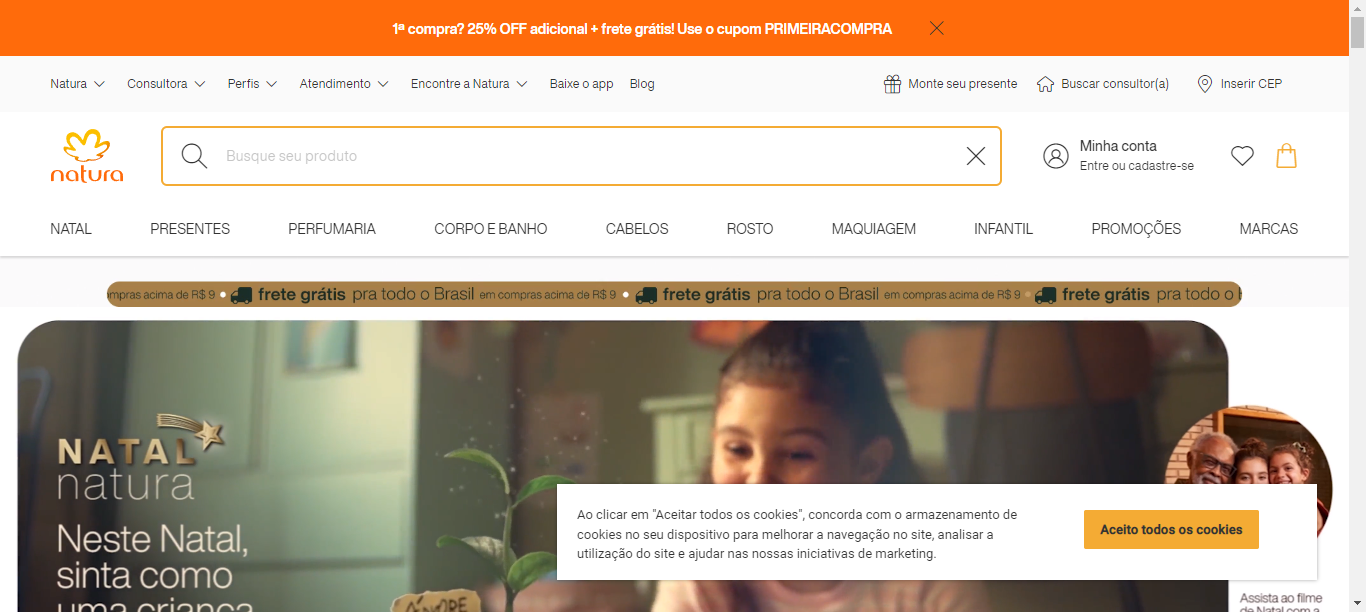 1ª compra? 25% OFF adicional + frete grátis! Use o cupom PRIMEIRACOMPRA
Natura Consultora Perfis Atendimento Encontre a Natura Baixe o app Blog Monte seu presente Buscar consultor(a) Inserir CEP
natura
Busque seu produto
Minha conta
Entre ou cadastre-se
NATAL PRESENTES PERFUMARIA CORPO E BANHO CABELOS ROSTO MAQUIAGEM INFANTIL PROMOÇÕES MARCAS
mpras acima de R$ 9 frete grátis pra todo o Brasil em compras acima de R$ 9 frete grátis pra todo o Brasil em compras acima de R$ 9 frete grátis pra todo o
NATAL
natura
Neste Natal,
sinta como
uma criança
Ao clicar em "Aceitar todos os cookies", concorda com o armazenamento de
cookies no seu dispositivo para melhorar a navegação no site, analisar a
utilização do site e ajudar nas nossas iniciativas de marketing.
Aceito todos os cookies
Assista ao filme
de Natal com a